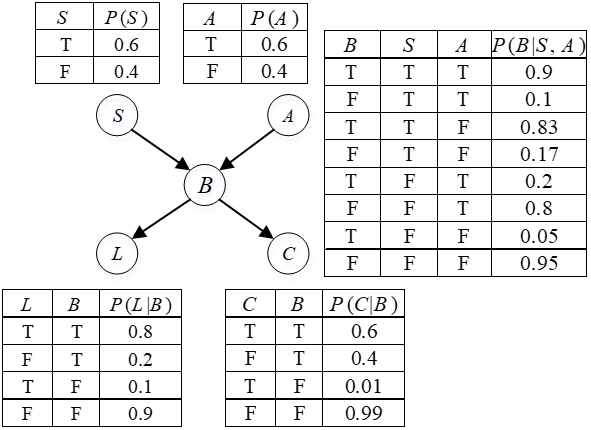 S P(S)
T 0.6
F 0.4
A P(A)
T 0.6
F 0.4
B S A P(B|S, A)
T T T 0.9
F T T 0.1
T T F 0.83
F T F 0.17
T F T 0.2
F F T 0.8
T F F 0.05
F F F 0.95
S
A
B
L
C
L B P(L|B)
T T 0.8
F T 0.2
T F 0.1
F F 0.9
C B P(C|B)
T T 0.6
F T 0.4
T F 0.01
F F 0.99